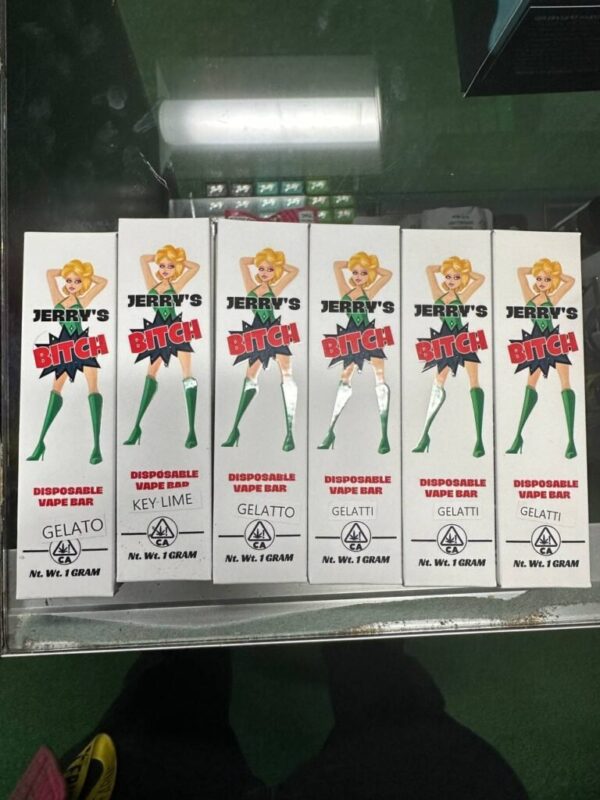 JERRY'S
BITCH
DISPOSABLE
VAPE BAR
GELATO
CA
Nt. Wt. 1 GRAM
JERRY'S
BITCH
DISPOSABLE
VAPE BAR
KEY LIME
CA
Nt. Wt. 1 GRAM
JERRY'S
BITCH
DISPOSABLE
VAPE BAR
GELATTO
CA
Nt. Wt. 1 GRAM
JERRY'S
BITCH
DISPOSABLE
VAPE BAR
GELATTI
CA
Nt. Wt. 1 GRAM
JERRY'S
BITCH
DISPOSABLE
VAPE BAR
GELATTI
CA
Nt. Wt. 1 GRAM
JERRY'S
BITCH
DISPOSABLE
VAPE BAR
GELATTI
CA
Nt. Wt. 1 GRAM